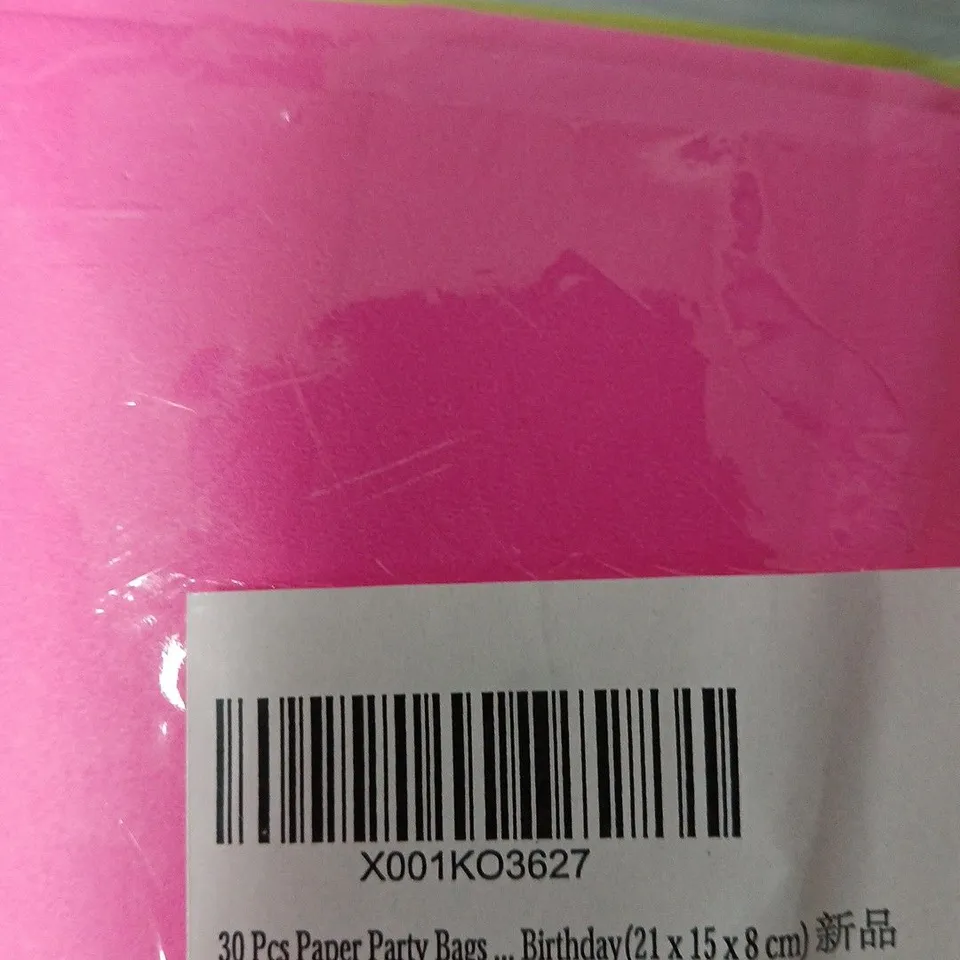 X001KO3627
30 Pcs Paper Party Bags ... Birthday(21 x 15 x 8 cm) 新品